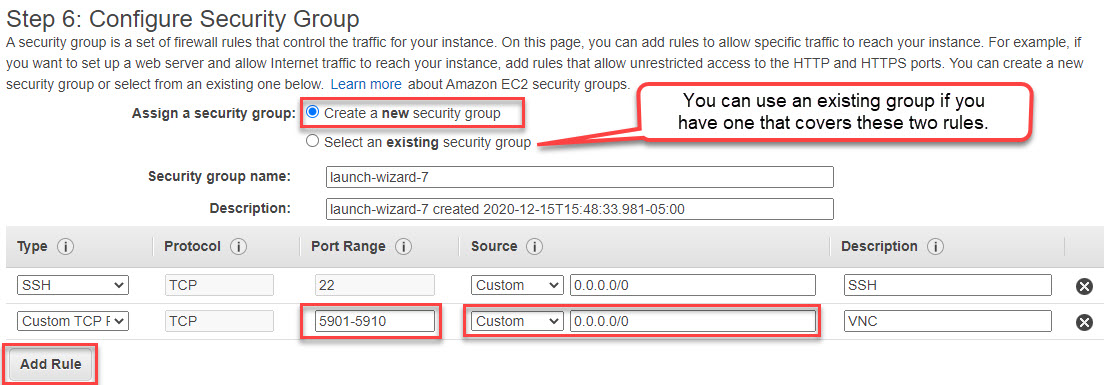 Step 6: Configure Security Group
A security group is a set of firewall rules that control the traffic for your instance. On this page, you can add rules to allow specific traffic to reach your instance. For example, if
you want to set up a web server and allow Internet traffic to reach your instance, add rules that allow unrestricted access to the HTTP and HTTPS ports. You can create a new
security group or select from an existing one below. Learn more about Amazon EC2 security groups.
Assign a security group: Create a new security group
You can use an existing group if you
have one that covers these two rules.
Select an existing security group
Security group name: launch-wizard-7
Description: launch-wizard-7 created 2020-12-15T15:48:33.981-05:00
Type i Protocol Port Range i Source i Description i
SSH TCP 22 Custom 0.0.0.0/0 SSH
Custom TCP F TCP 5901-5910 Custom 0.0.0.0/0 VNC
Add Rule